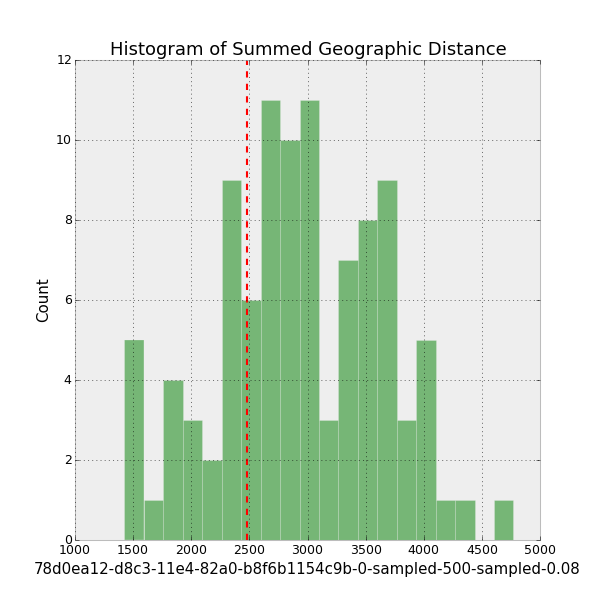 Histogram of Summed Geographic Distance
12
10
8
6
4
2
0
Count
1000 1500 2000 2500 3000 3500 4000 4500 5000
78d0ea12-d8c3-11e4-82a0-b8f6b1154c9b-0-sampled-500-sampled-0.08